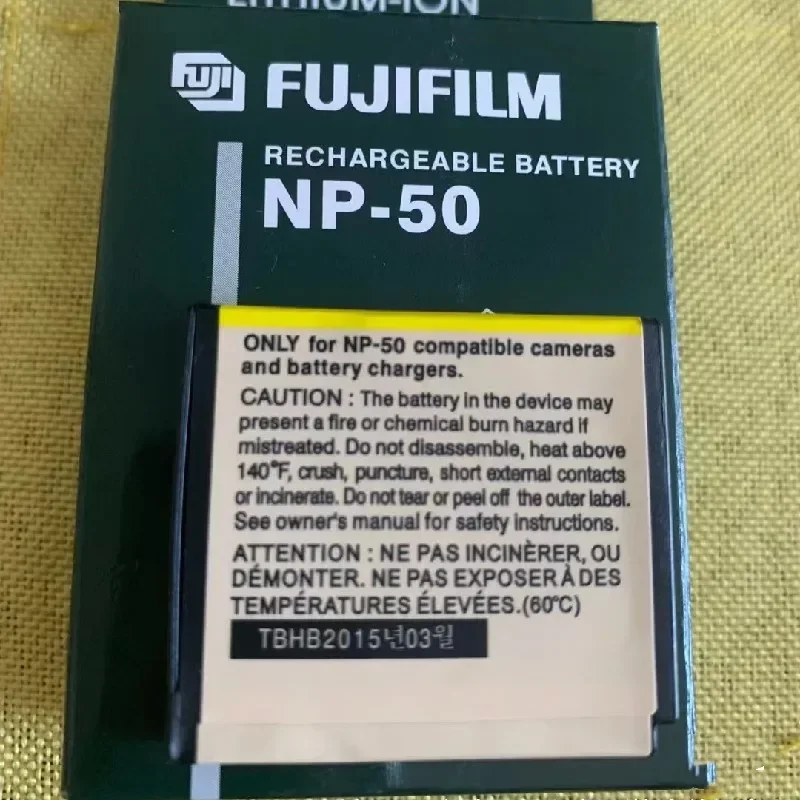 LITHIUM-ION
FUJI FUJIFILM
RECHARGEABLE BATTERY
NP-50
ONLY for NP-50 compatible cameras
and battery chargers.
CAUTION : The battery in the device may
present a fire or chemical burn hazard if
mistreated. Do not disassemble, heat above
140°F, crush, puncture, short external contacts
or incinerate. Do not tear or peel off the outer label.
See owner's manual for safety instructions.
ATTENTION : NE PAS INCINÈRER, OU
DÉMONTER. NE PAS EXPOSER À DES
TEMPÉRATURES ÉLEVÉES.(60°C)
TBHB2015년03월